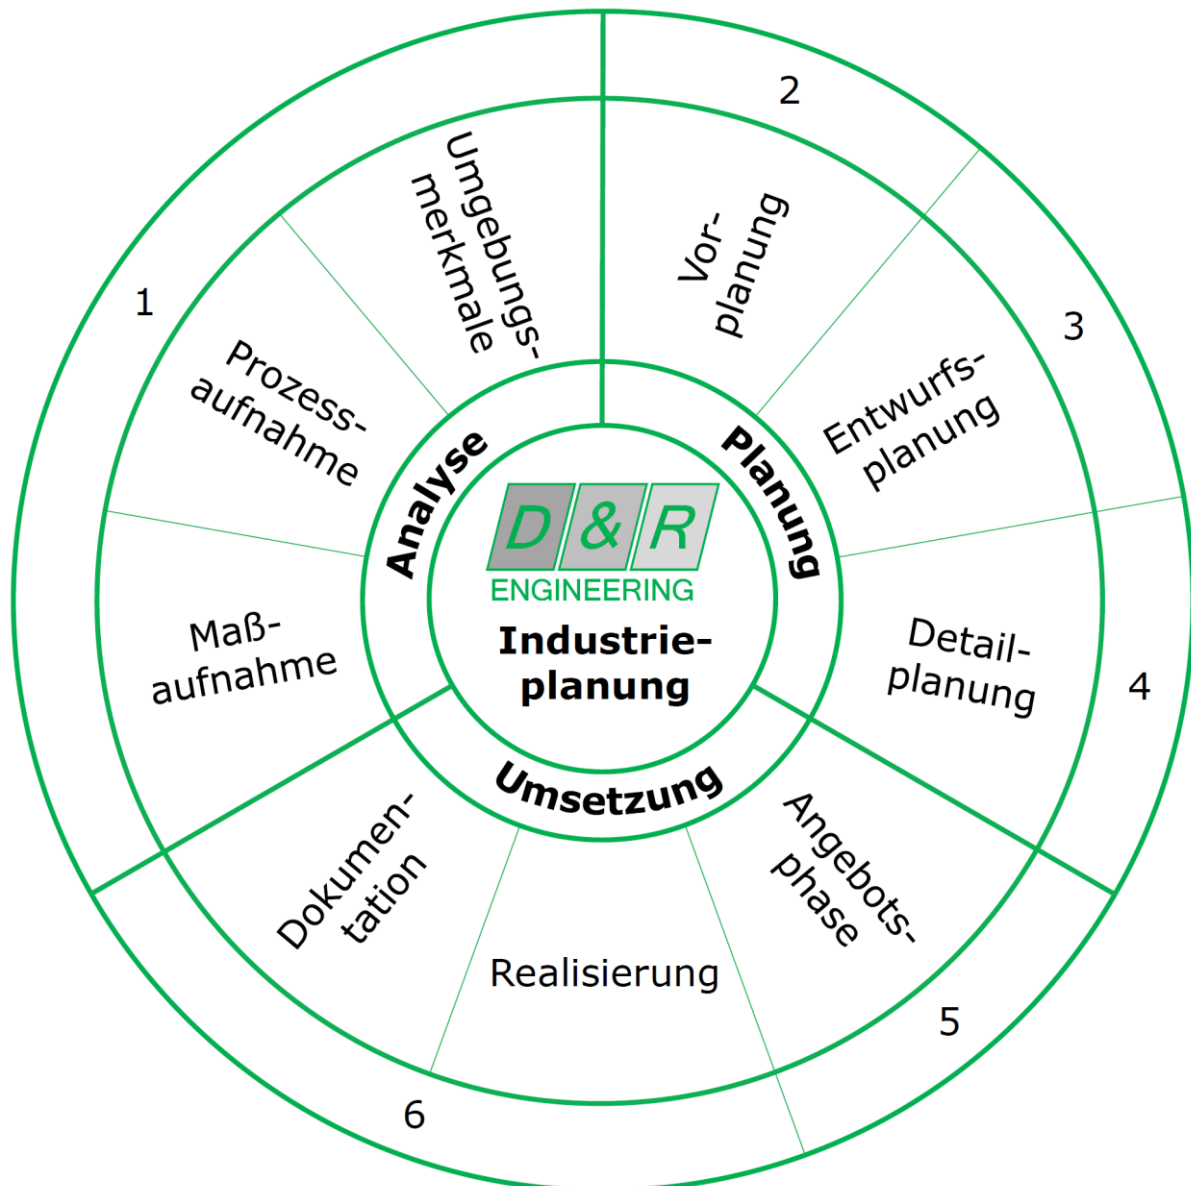 1
Maß-
aufnahme
Prozess-
aufnahme
Umgebungs-
merkmale
Analyse
2
Vor-
planung
3
Entwurfs-
planung
4
Detail-
planung
Planung
5
Angebots-
phase
6
Realisierung
Dokumen-
tation
Umsetzung
D & R
ENGINEERING
Industrie-
planung